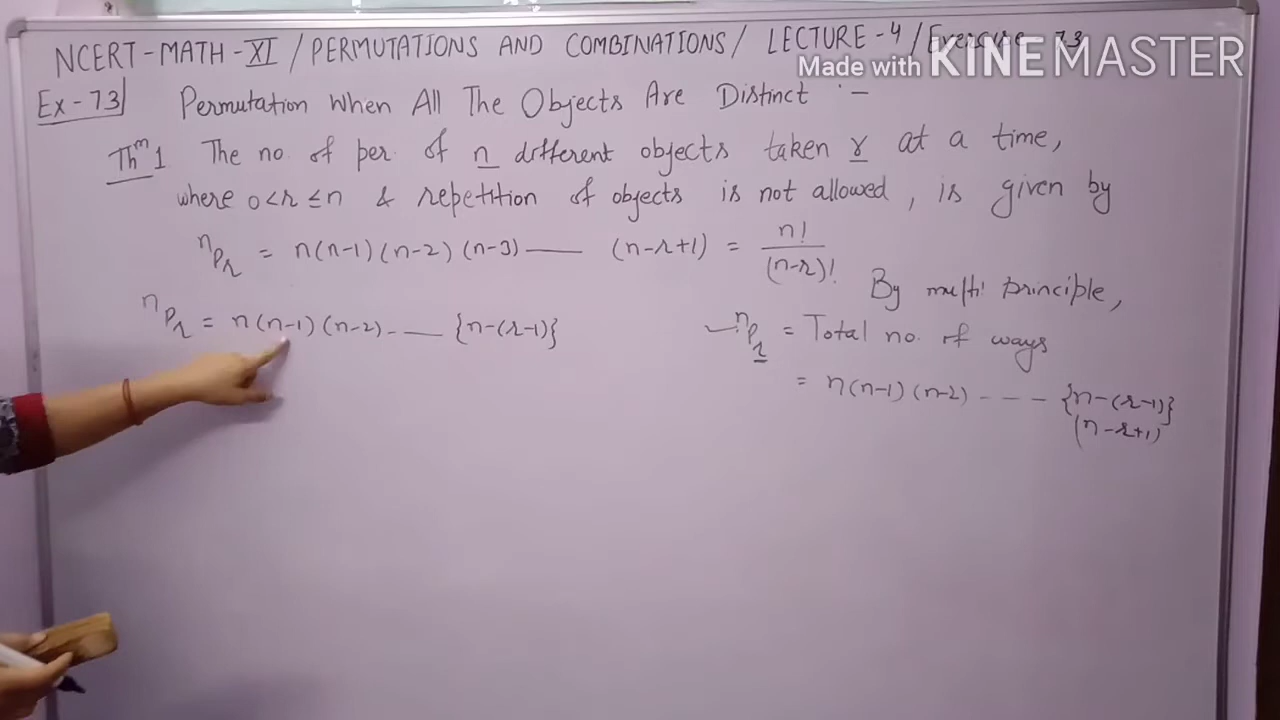 NCERT-MATH-XI / PERMUTATIONS AND COMBINATIONS / LECTURE-4 / Exercise 7.3
Made with KINEMASTER
Ex-7.3 Permutation When All The Objects Are Distinct :-
Thᵐ 1 The no. of per. of n different objects taken r at a time,
where 0<r≤n & repetition of objects is not allowed, is given by
ⁿPᵣ = n(n-1)(n-2)(n-3) —— (n-r+1) = n!/(n-r)!
ⁿPᵣ = n(n-1)(n-2) - —— {n-(r-1)}
By multi principle,
ⁿPᵣ = Total no. of ways
= n(n-1)(n-2) - - - - {n-(r-1)}
(n-r+1)